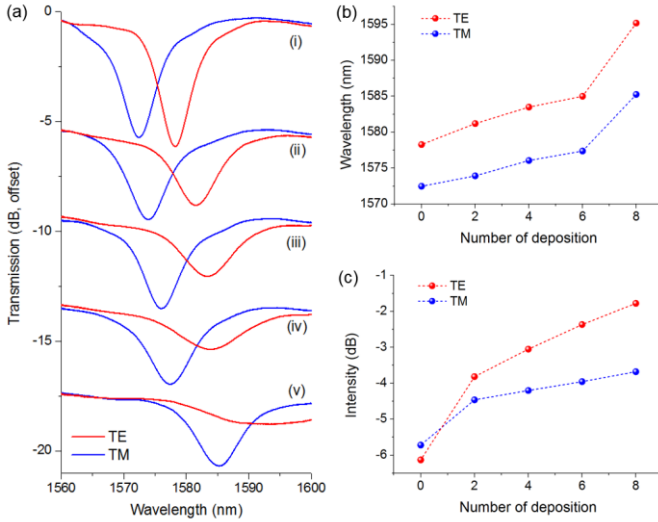 (a)
0
-5
-10
-15
-20
Transmission (dB, offset)
(i)
(ii)
(iii)
(iv)
(v)
TE
TM
1560
1570
1580
1590
1600
Wavelength (nm)
(b)
1595
1590
1585
1580
1575
1570
Wavelength (nm)
TE
TM
0
2
4
6
8
Number of deposition
(c)
-1
-2
-3
-4
-5
-6
Intensity (dB)
TE
TM
0
2
4
6
8
Number of deposition